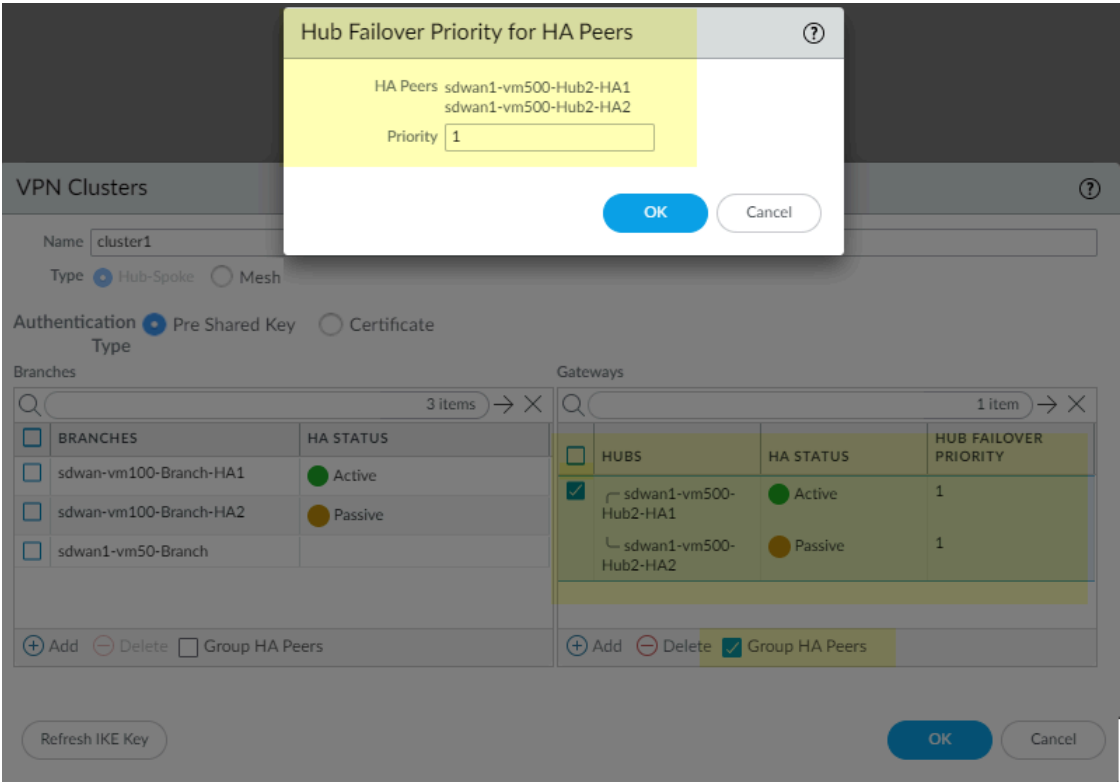 Hub Failover Priority for HA Peers
HA Peers sdwan1-vm500-Hub2-HA1
sdwan1-vm500-Hub2-HA2
Priority 1
OK Cancel
VPN Clusters
Name cluster1
Type Hub-Spoke Mesh
Authentication Type Pre Shared Key Certificate
Branches
3 items
BRANCHES HA STATUS
sdwan-vm100-Branch-HA1 Active
sdwan-vm100-Branch-HA2 Passive
sdwan1-vm50-Branch
Add Delete Group HA Peers
Gateways
1 item
HUBS HA STATUS HUB FAILOVER PRIORITY
sdwan1-vm500-Hub2-HA1 Active 1
sdwan1-vm500-Hub2-HA2 Passive 1
Add Delete Group HA Peers
Refresh IKE Key
OK Cancel